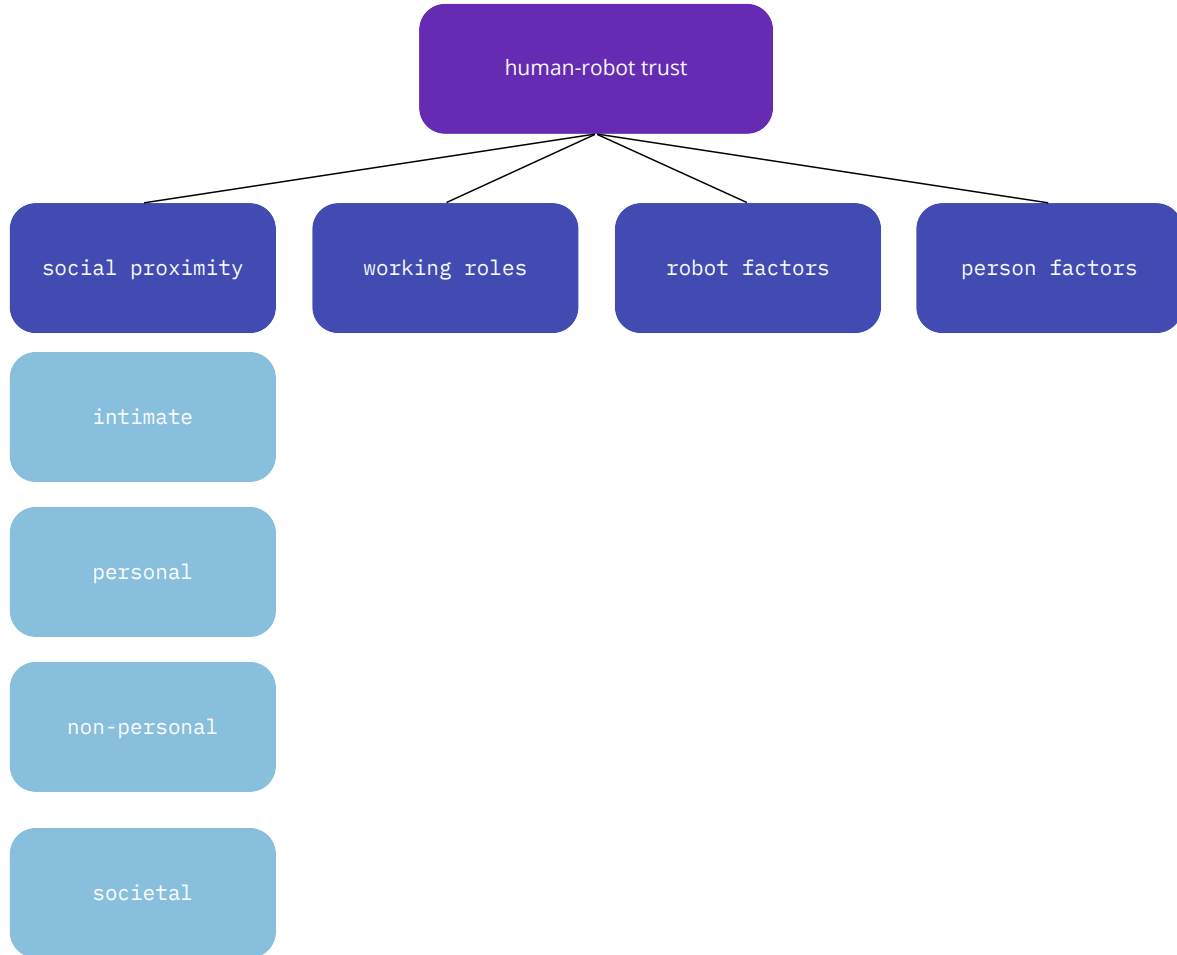 human-robot trust
social proximity
working roles
robot factors
person factors
intimate
personal
non-personal
societal